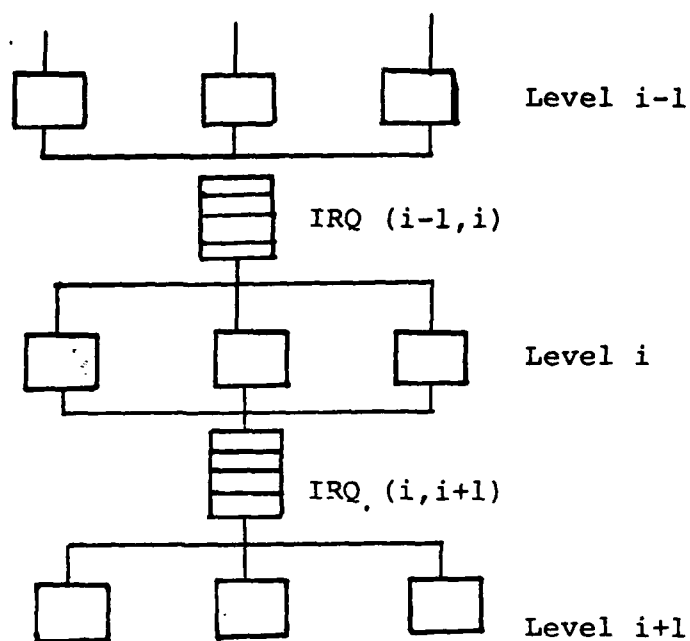 Level i-1
IRQ (i-1,i)
Level i
IRQ. (i,i+1)
Level i+1